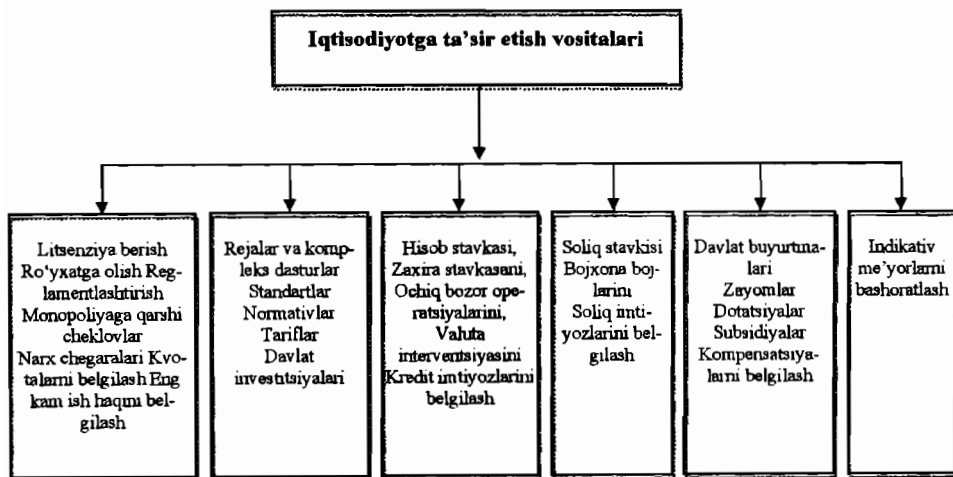 Iqtisodiyotga ta'sir etish vositalari
Litsenziya berish
Ro'yxatga olish Reg-
lamentlashtirish
Monopoliyaga qarshi
cheklovlar
Narx chegaralari Kvo-
talarni belgilash Eng
kam ish haqini bel-
gilash
Rejalar va komp-
leks dasturlar
Standartlar
Normativlar
Tariflar
Davlat
investitsiyalari
Hisob stavkasi,
Zaxira stavkasani,
Ochiq bozor ope-
ratsiyalarini,
Valuta
interventsiyasini
Kredit imtiyozlarini
belgilash
Soliq stavkisi
Bojxona boj-
larini
Soliq imti-
yozlarini bel-
gilash
Davlat buyurtma-
lari
Zayomlar
Dotatsiyalar
Subsidiyalar
Kompensatsiya-
larni belgilash
Indikativ
me'yorlarni
bashoratlash